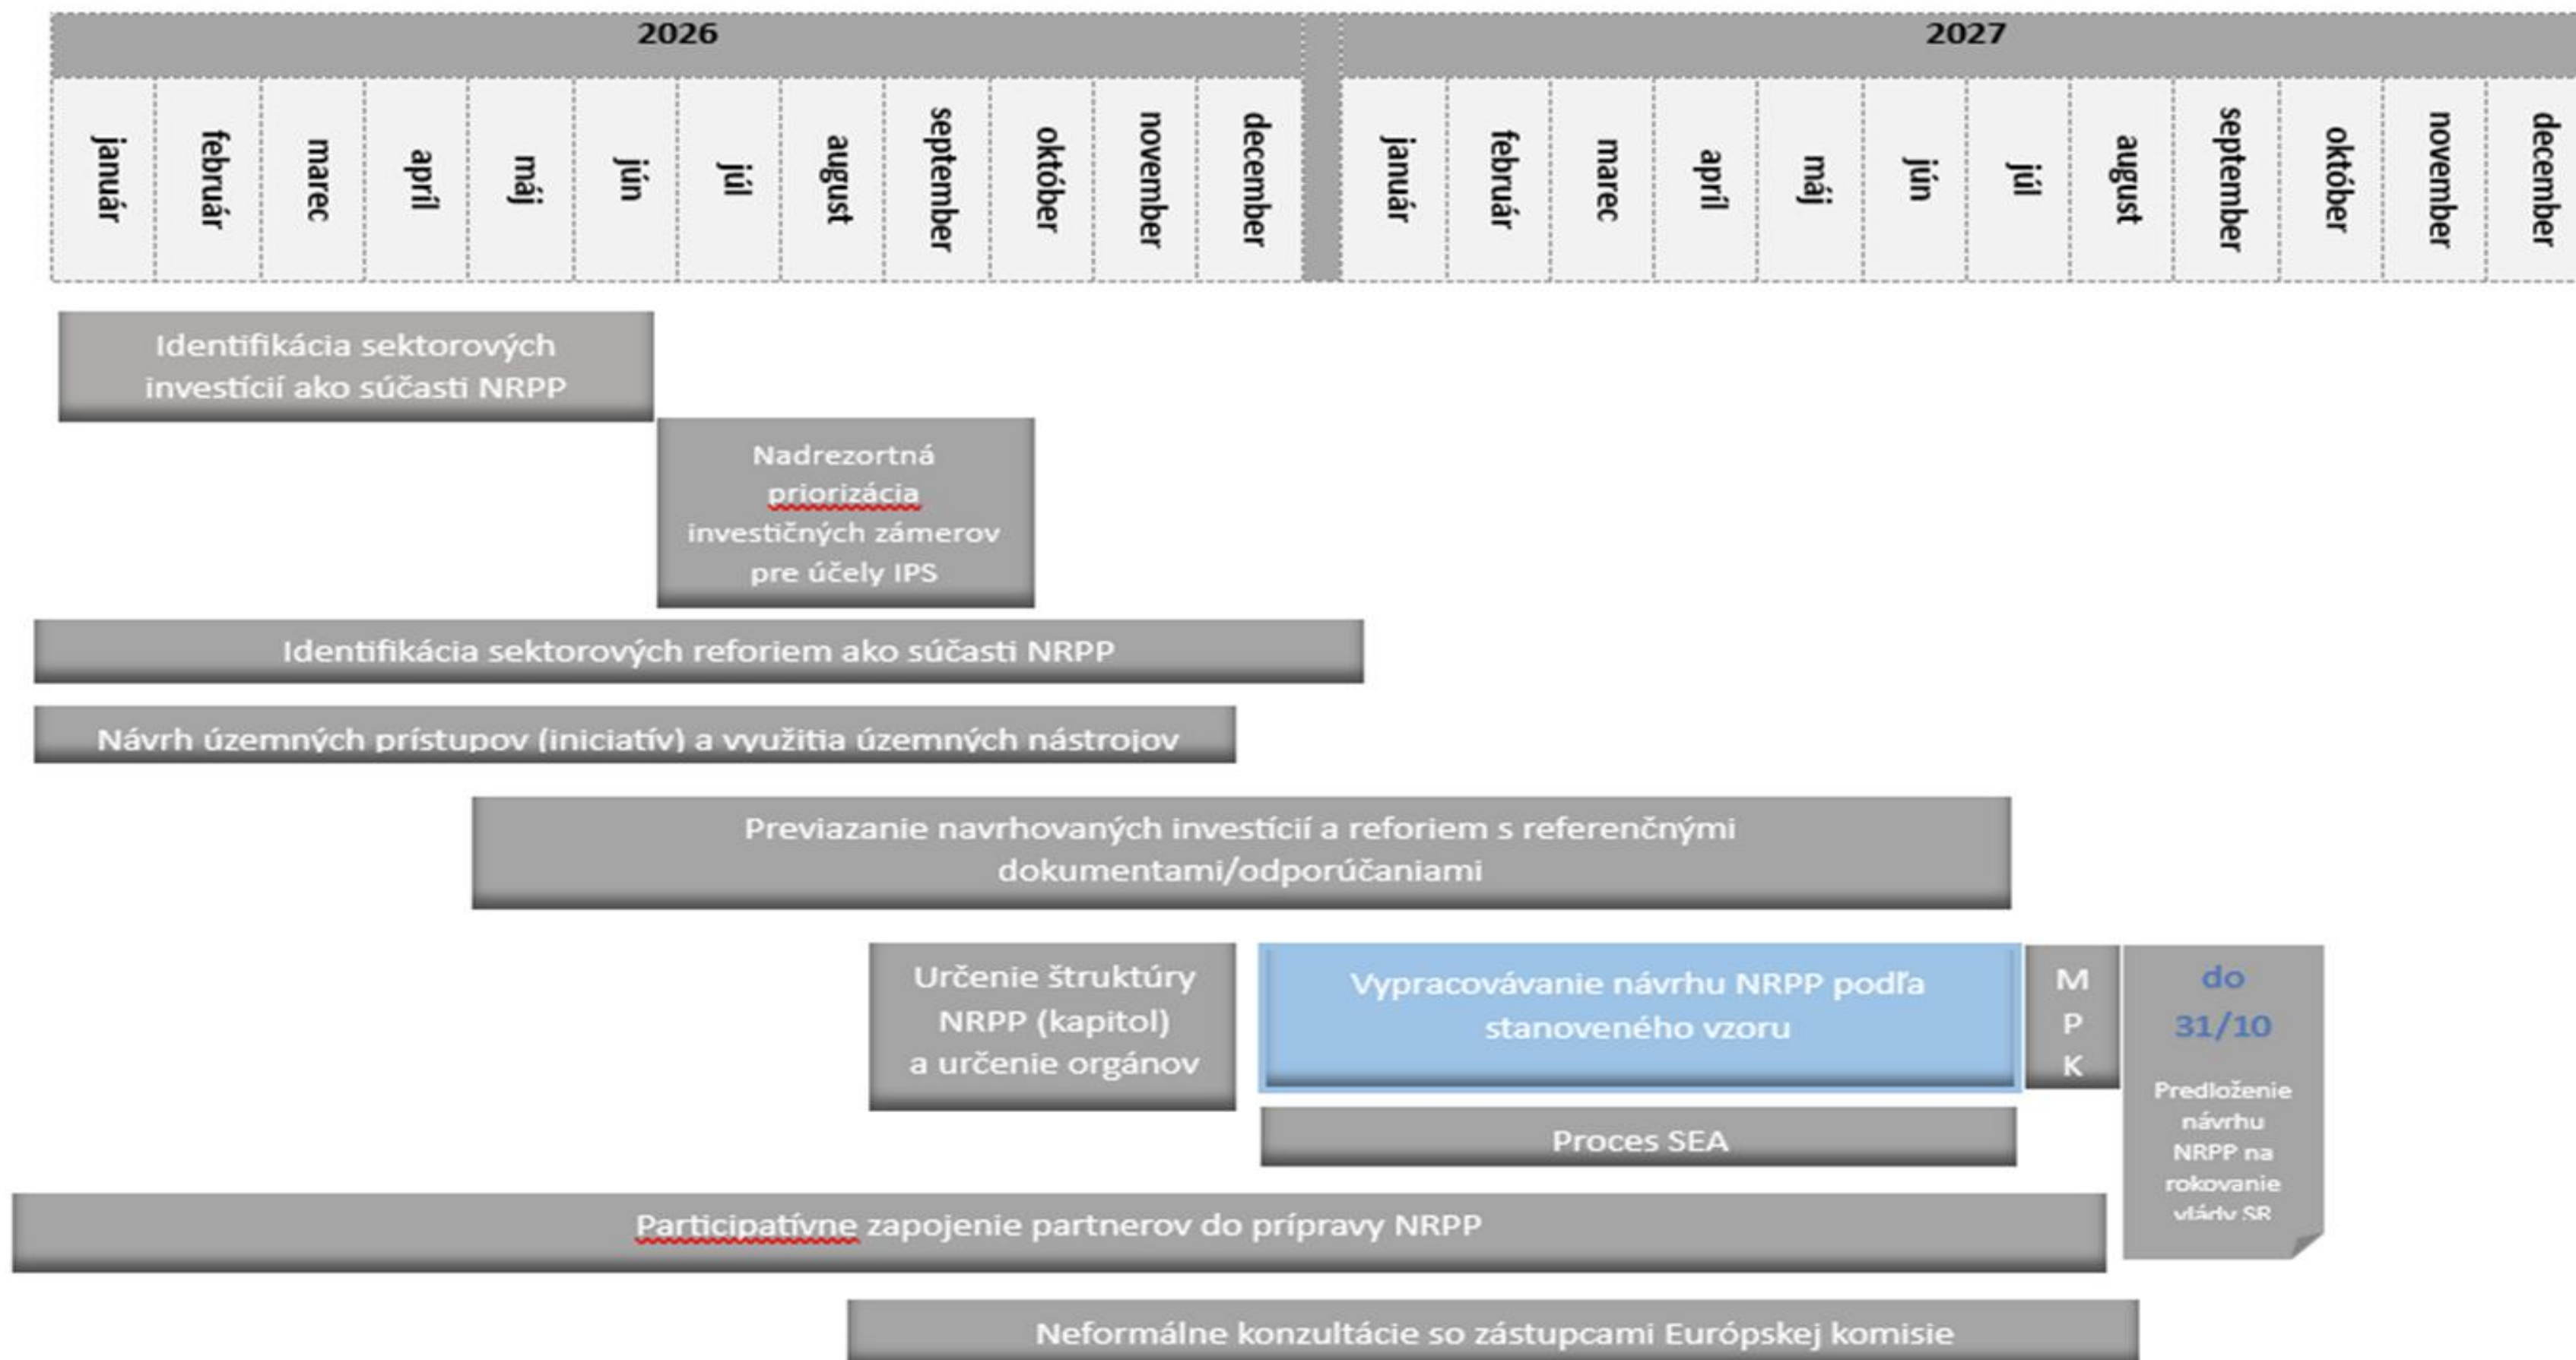 2026
2027
január
február
marec
apríl
máj
jún
júl
august
september
október
november
december
január
február
marec
apríl
máj
jún
júl
august
september
október
november
december
Identifikácia sektorových
investícií ako súčasti NRPP
Nadrezortná
priorizácia
investičných zámerov
pre účely IPS
Identifikácia sektorových reforiem ako súčasti NRPP
Návrh územných prístupov (iniciatív) a využitia územných nástrojov
Previazanie navrhovaných investícií a reforiem s referenčnými
dokumentami/odporúčaniami
Určenie štruktúry
NRPP (kapitol)
a určenie orgánov
Vypracovávanie návrhu NRPP podľa
stanoveného vzoru
M
P
K
do
31/10
Predloženie
návrhu
NRPP na
rokovanie
vlády SR
Proces SEA
Participatívne zapojenie partnerov do prípravy NRPP
Neformálne konzultácie so zástupcami Európskej komisie